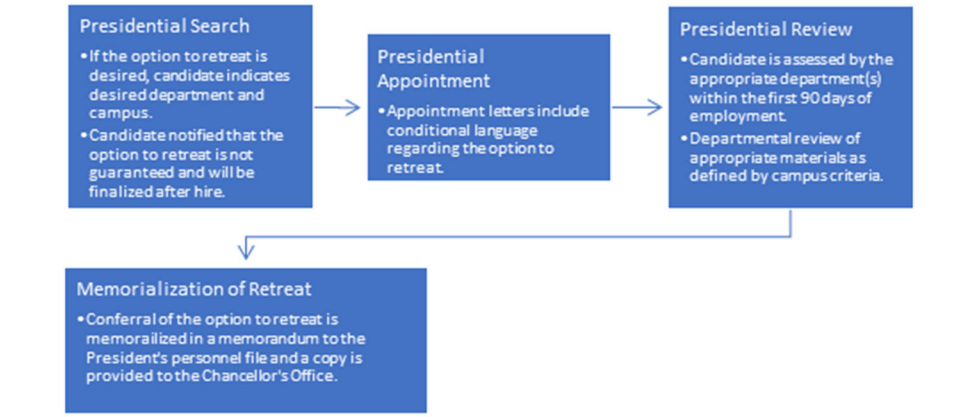 Presidential Search
•If the option to retreat is
desired, candidate indicates
desired department and
campus.
•Candidate notified that the
option to retreat is not
guaranteed and will be
finalized after hire.
Presidential
Appointment
•Appointment letters include
conditional language
regarding the option to
retreat.
Presidential Review
•Candidate is assessed by the
appropriate department(s)
within the first 90 days of
employment.
•Departmental review of
appropriate materials as
defined by campus criteria.
Memorialization of Retreat
•Conferral of the option to retreat is
memorailized in a memorandum to the
President's personnel file and a copy is
provided to the Chancellor's Office.